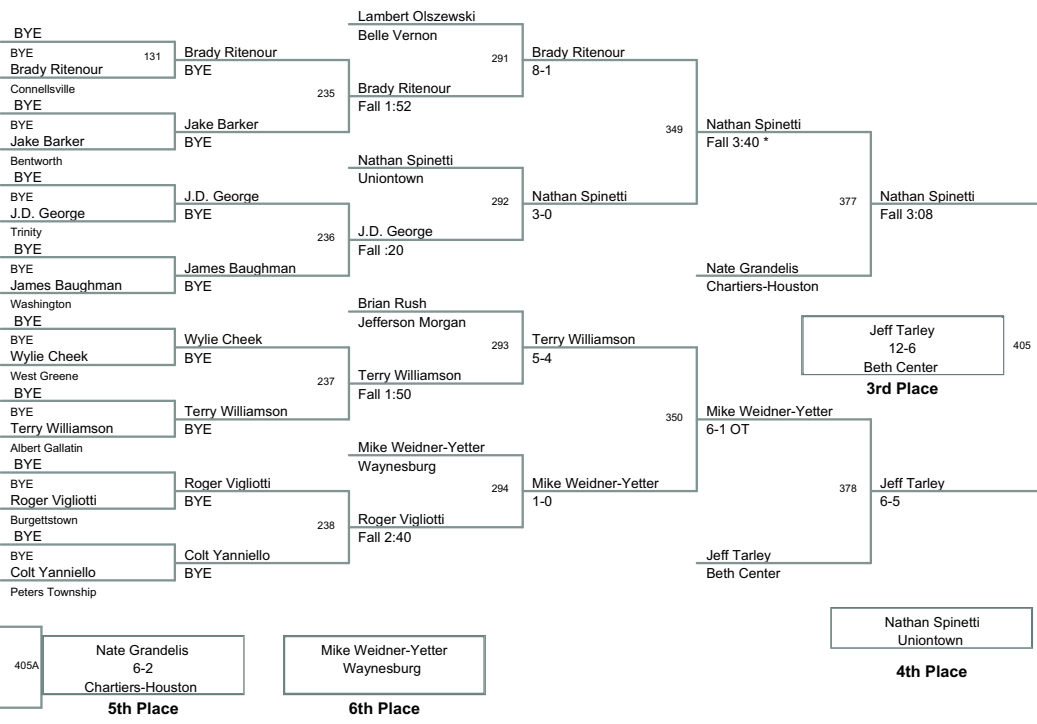 BYE
BYE
Brady Ritenour
Connellsville
BYE
BYE
Jake Barker
Bentworth
BYE
BYE
J.D. George
Trinity
BYE
BYE
James Baughman
Washington
BYE
BYE
Wylie Cheek
West Greene
BYE
BYE
Terry Williamson
Albert Gallatin
BYE
BYE
Roger Vigliotti
Burgettstown
BYE
BYE
Colt Yanniello
Peters Township
131
Brady Ritenour
BYE
Jake Barker
BYE
J.D. George
BYE
James Baughman
BYE
Wylie Cheek
BYE
Terry Williamson
BYE
Roger Vigliotti
BYE
Colt Yanniello
BYE
235
236
237
238
Lambert Olszewski
Belle Vernon
Brady Ritenour
Fall 1:52
Nathan Spinetti
Uniontown
J.D. George
Fall :20
Brian Rush
Jefferson Morgan
Terry Williamson
Fall 1:50
Mike Weidner-Yetter
Waynesburg
Roger Vigliotti
Fall 2:40
291
292
293
294
Brady Ritenour
8-1
Nathan Spinetti
3-0
Terry Williamson
5-4
Mike Weidner-Yetter
1-0
349
350
Nathan Spinetti
Fall 3:40 *
Nate Grandelis
Chartiers-Houston
Mike Weidner-Yetter
6-1 OT
Jeff Tarley
Beth Center
377
378
Nathan Spinetti
Fall 3:08
Jeff Tarley
6-5
Jeff Tarley
12-6
Beth Center
405
3rd Place
Nathan Spinetti
Uniontown
4th Place
405A
Nate Grandelis
6-2
Chartiers-Houston
5th Place
Mike Weidner-Yetter
Waynesburg
6th Place